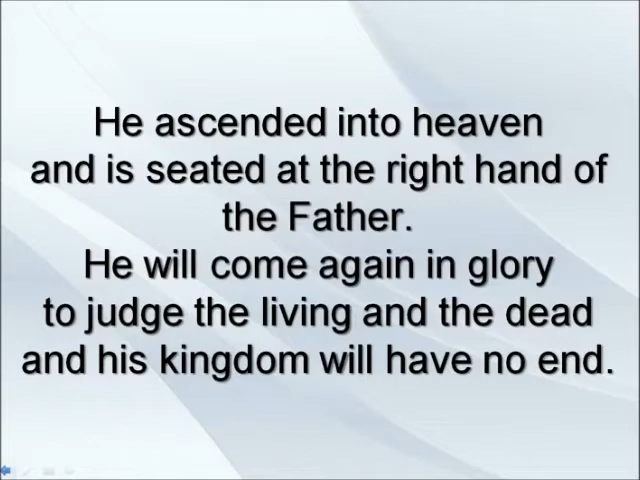 He ascended into heaven
and is seated at the right hand of
the Father.
He will come again in glory
to judge the living and the dead
and his kingdom will have no end.